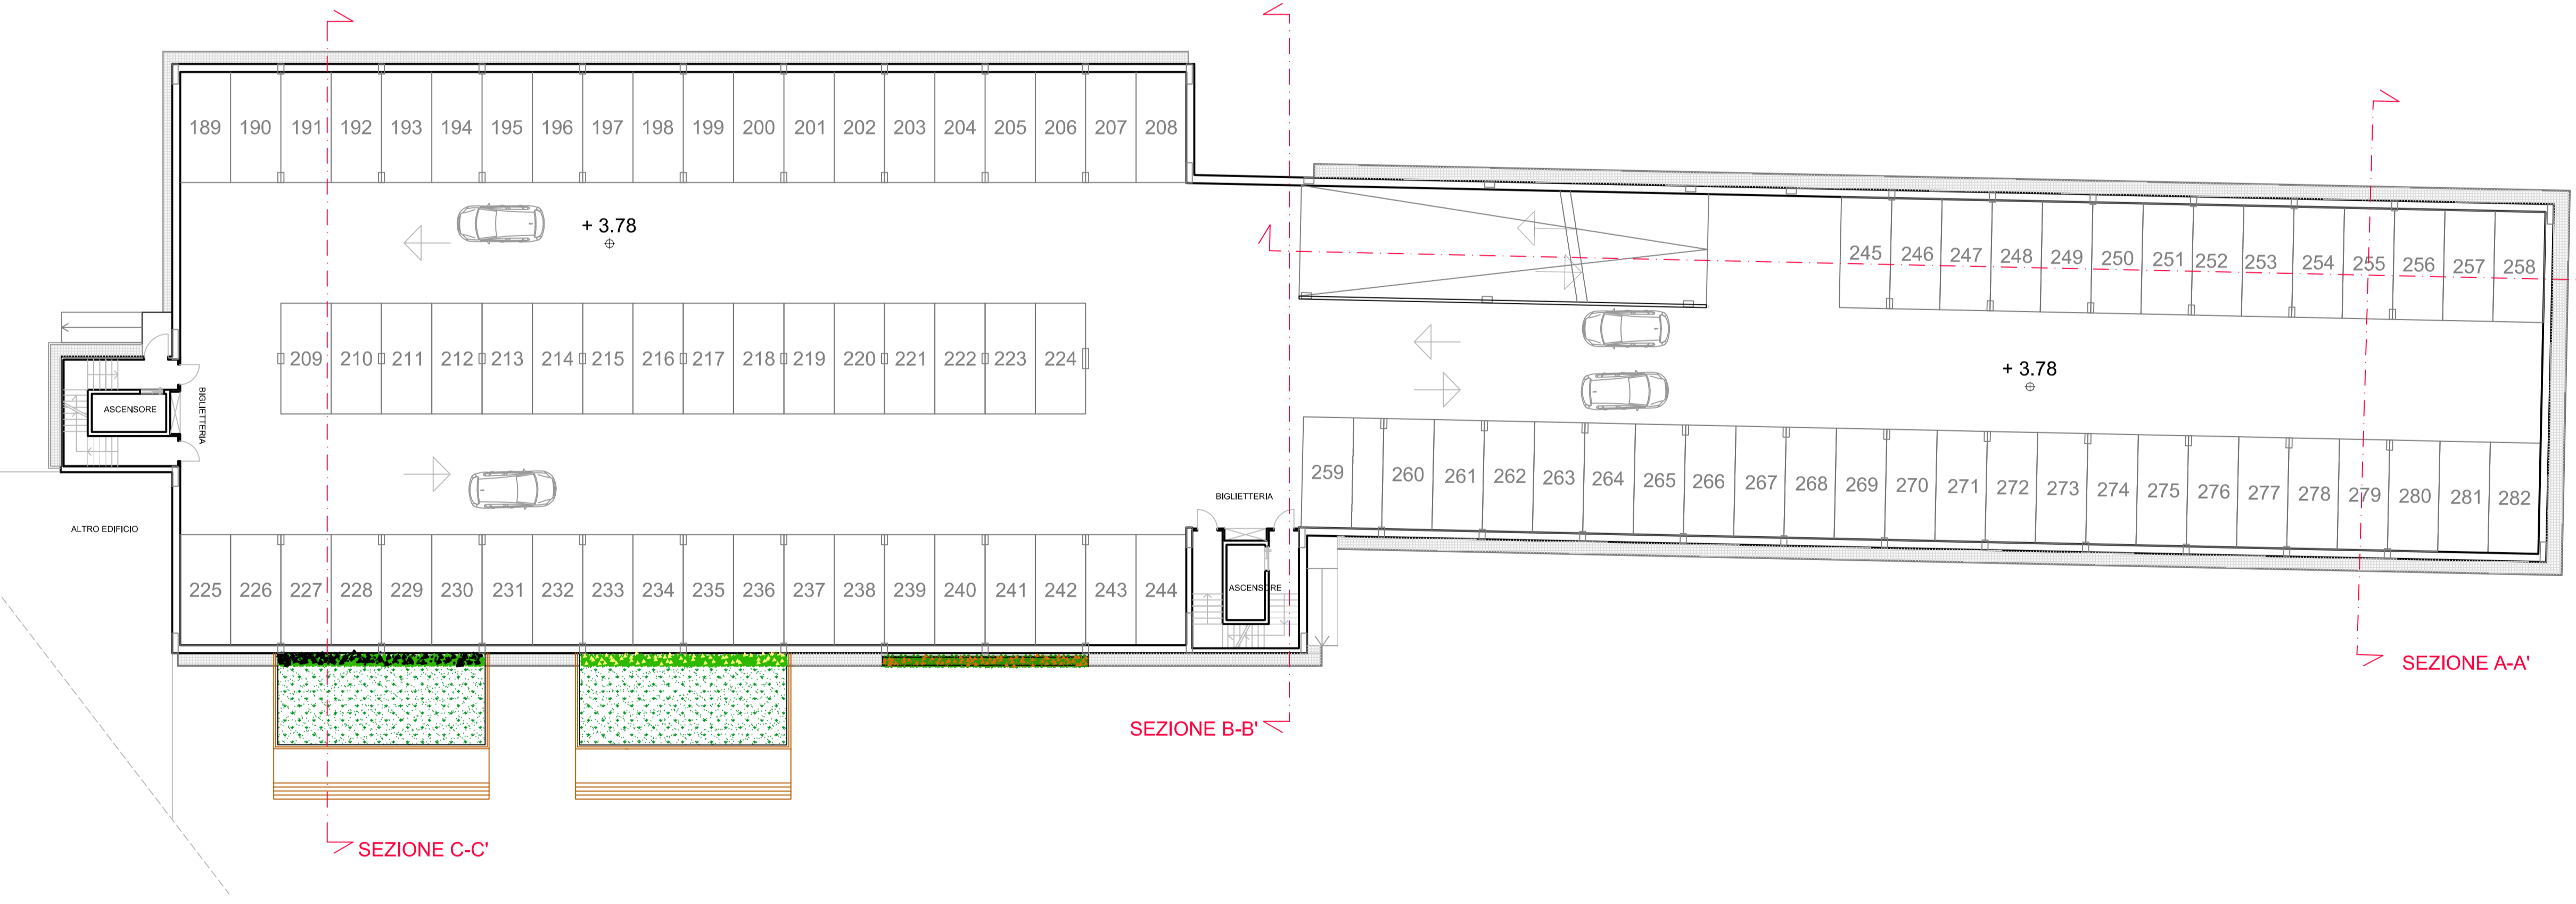 189 190 191 192 193 194 195 196 197 198 199 200 201 202 203 204 205 206 207 208
+ 3.78
245 246 247 248 249 250 251 252 253 254 255 256 257 258
209 210 211 212 213 214 215 216 217 218 219 220 221 222 223 224
+ 3.78
ASCENSORE
BIGLIETTERIA
259 260 261 262 263 264 265 266 267 268 269 270 271 272 273 274 275 276 277 278 279 280 281 282
BIGLIETTERIA
ALTRO EDIFICIO
225 226 227 228 229 230 231 232 233 234 235 236 237 238 239 240 241 242 243 244
ASCENSORE
SEZIONE A-A'
SEZIONE B-B'
SEZIONE C-C'